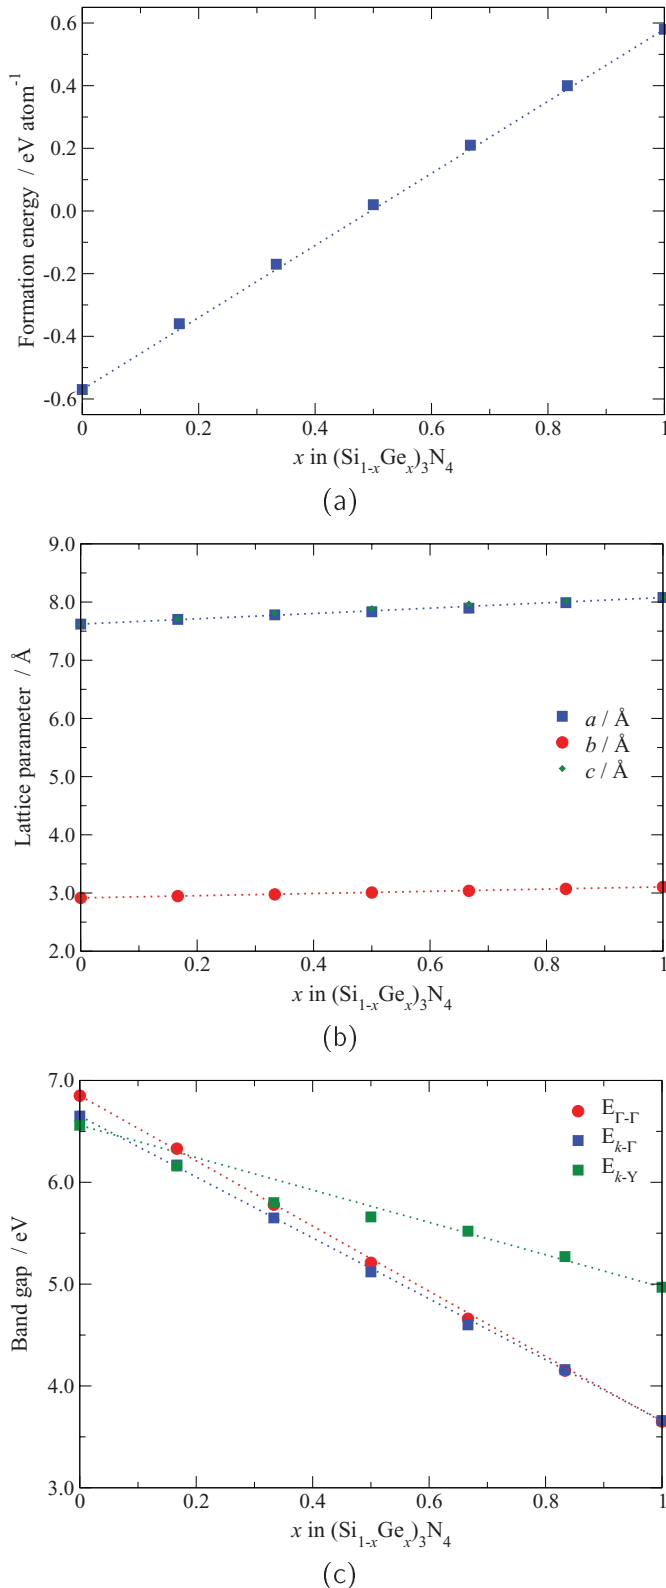 0.6
0.4
0.2
0.0
-0.2
-0.4
-0.6
Formation energy / eV atom⁻¹
0 0.2 0.4 0.6 0.8 1
x in (Si₁₋ₓGeₓ)₃N₄
(a)
9.0
8.0
7.0
6.0
5.0
4.0
3.0
2.0
Lattice parameter / Å
a / Å
b / Å
c / Å
0 0.2 0.4 0.6 0.8 1
x in (Si₁₋ₓGeₓ)₃N₄
(b)
7.0
6.0
5.0
4.0
3.0
Band gap / eV
E_Γ-Γ
E_k-Γ
E_k-Y
0 0.2 0.4 0.6 0.8 1
x in (Si₁₋ₓGeₓ)₃N₄
(c)